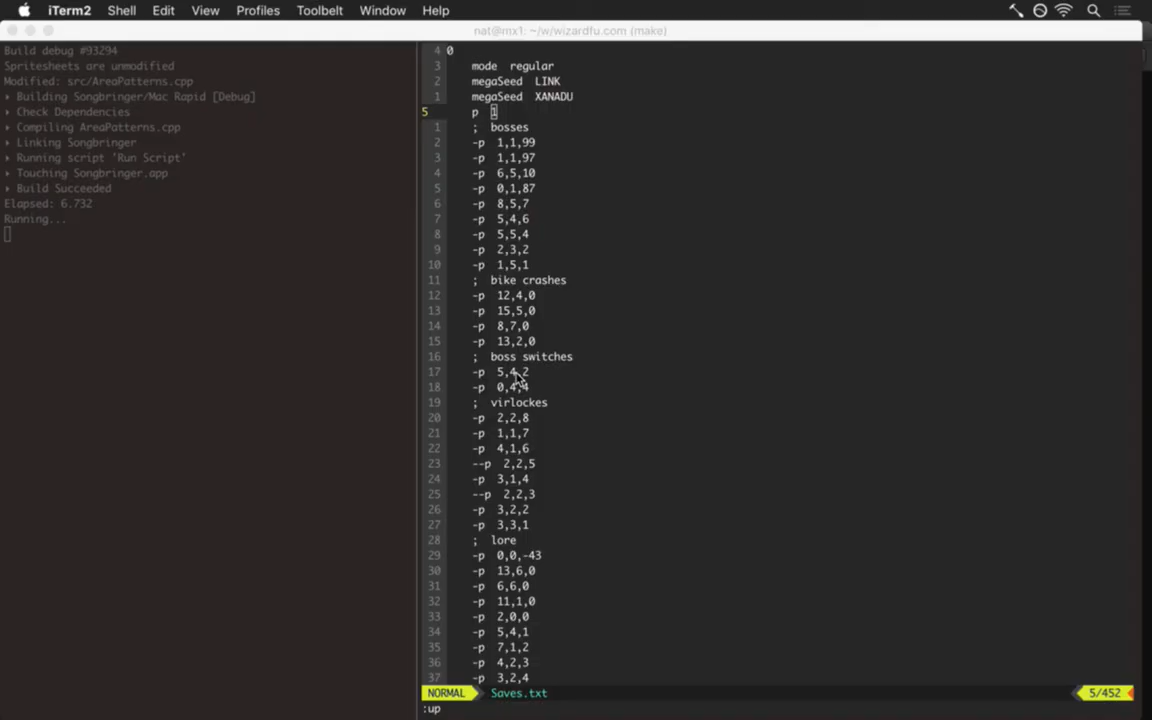 iTerm2 Shell Edit View Profiles Toolbelt Window Help
nat@mx1: ~/w/wizardfu.com (make)
Build debug #93294
Spritesheets are unmodified
Modified: src/AreaPatterns.cpp
Building Songbringer/Mac Rapid [Debug]
Check Dependencies
Compiling AreaPatterns.cpp
Linking Songbringer
Running script 'Run Script'
Touching Songbringer.app
Build Succeeded
Elapsed: 6.732
Running...
4 0
3 mode regular
2 megaSeed LINK
1 megaSeed XANADU
5 p 1
1 ; bosses
2 -p 1,1,99
3 -p 1,1,97
4 -p 6,5,10
5 -p 0,1,87
6 -p 8,5,7
7 -p 5,4,6
8 -p 5,5,4
9 -p 2,3,2
10 -p 1,5,1
11 ; bike crashes
12 -p 12,4,0
13 -p 15,5,0
14 -p 8,7,0
15 -p 13,2,0
16 ; boss switches
17 -p 5,4,2
18 -p 0,4,4
19 ; virlockes
20 -p 2,2,8
21 -p 1,1,7
22 -p 4,1,6
23 --p 2,2,5
24 -p 3,1,4
25 --p 2,2,3
26 -p 3,2,2
27 -p 3,3,1
28 ; lore
29 -p 0,0,-43
30 -p 13,6,0
31 -p 6,6,0
32 -p 11,1,0
33 -p 2,0,0
34 -p 5,4,1
35 -p 7,1,2
36 -p 4,2,3
37 -p 3,2,4
NORMAL Saves.txt 5/452
:up